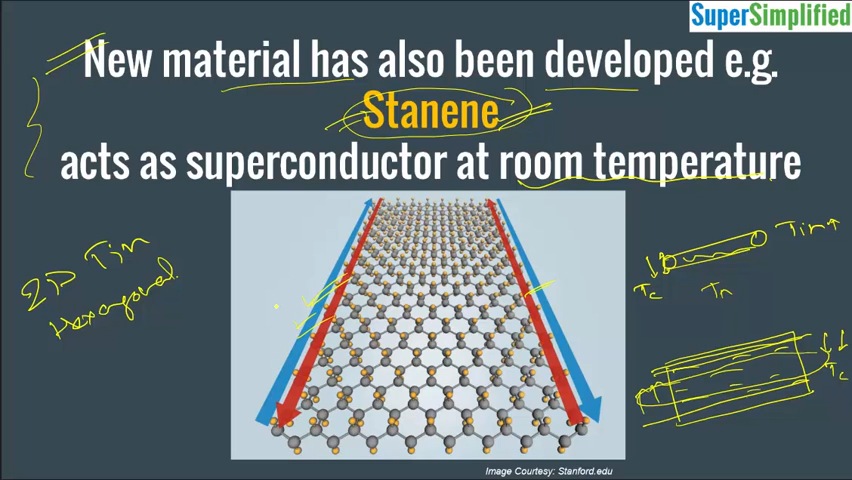 SuperSimplified
New material has also been developed e.g.
Stanene
acts as superconductor at room temperature
2D Tin
Hexagonal
Tin↑
Tc
Tc
Image Courtesy: Stanford.edu